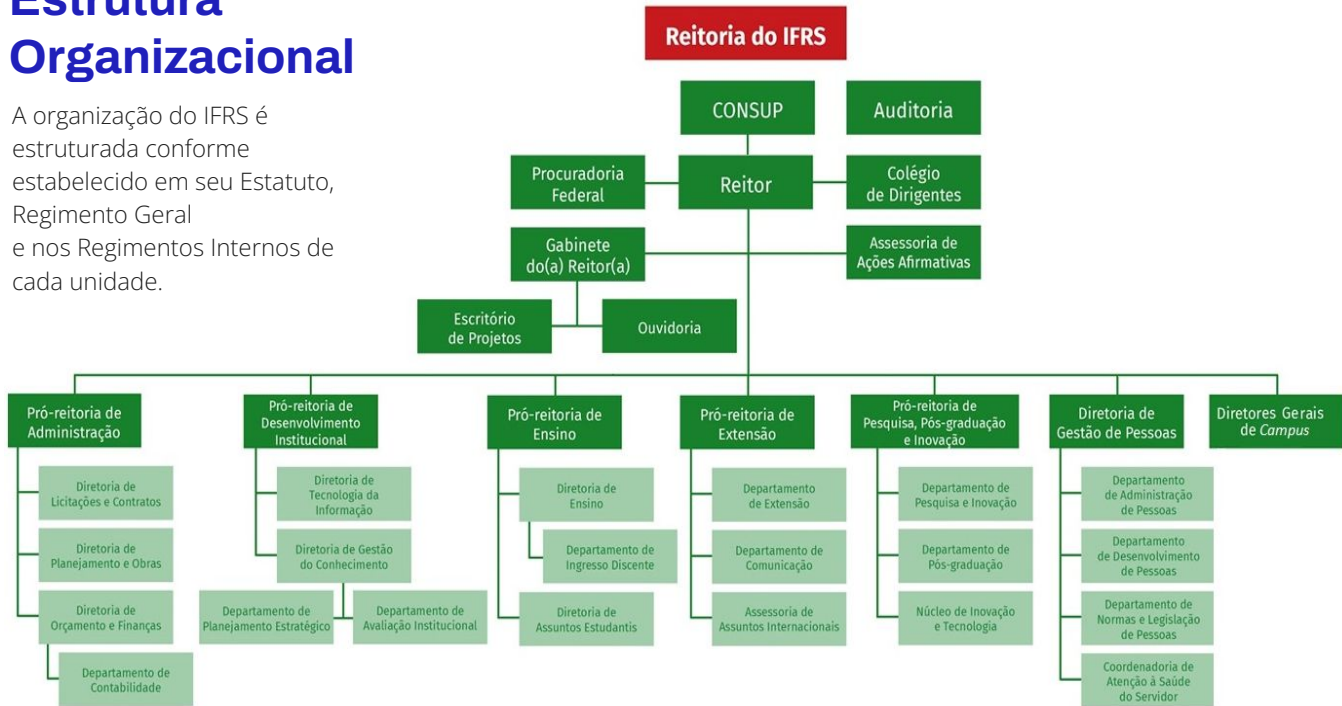 Estrutura
Organizacional
A organização do IFRS é
estruturada conforme
estabelecido em seu Estatuto,
Regimento Geral
e nos Regimentos Internos de
cada unidade.
Reitoria do IFRS
CONSUP
Auditoria
Procuradoria
Federal
Reitor
Colégio
de Dirigentes
Gabinete
do(a) Reitor(a)
Assessoria de
Ações Afirmativas
Escritório
de Projetos
Ouvidoria
Pró-reitoria de
Administração
Diretoria de
Licitações e Contratos
Diretoria de
Planejamento e Obras
Diretoria de
Orçamento e Finanças
Departamento de
Contabilidade
Pró-reitoria de
Desenvolvimento
Institucional
Diretoria de
Tecnologia da
Informação
Diretoria de Gestão
do Conhecimento
Departamento de
Planejamento Estratégico
Departamento de
Avaliação Institucional
Pró-reitoria de
Ensino
Diretoria de
Ensino
Departamento de
Ingresso Discente
Diretoria de
Assuntos Estudantis
Pró-reitoria de
Extensão
Departamento
de Extensão
Departamento de
Comunicação
Assessoria de
Assuntos Internacionais
Pró-reitoria de
Pesquisa, Pós-graduação
e Inovação
Departamento de
Pesquisa e Inovação
Departamento de
Pós-graduação
Núcleo de Inovação
e Tecnologia
Diretoria de
Gestão de Pessoas
Departamento
de Administração
de Pessoas
Departamento
de Desenvolvimento
de Pessoas
Departamento de
Normas e Legislação
de Pessoas
Coordenadoria de
Atenção à Saúde
do Servidor
Diretores Gerais
de Campus